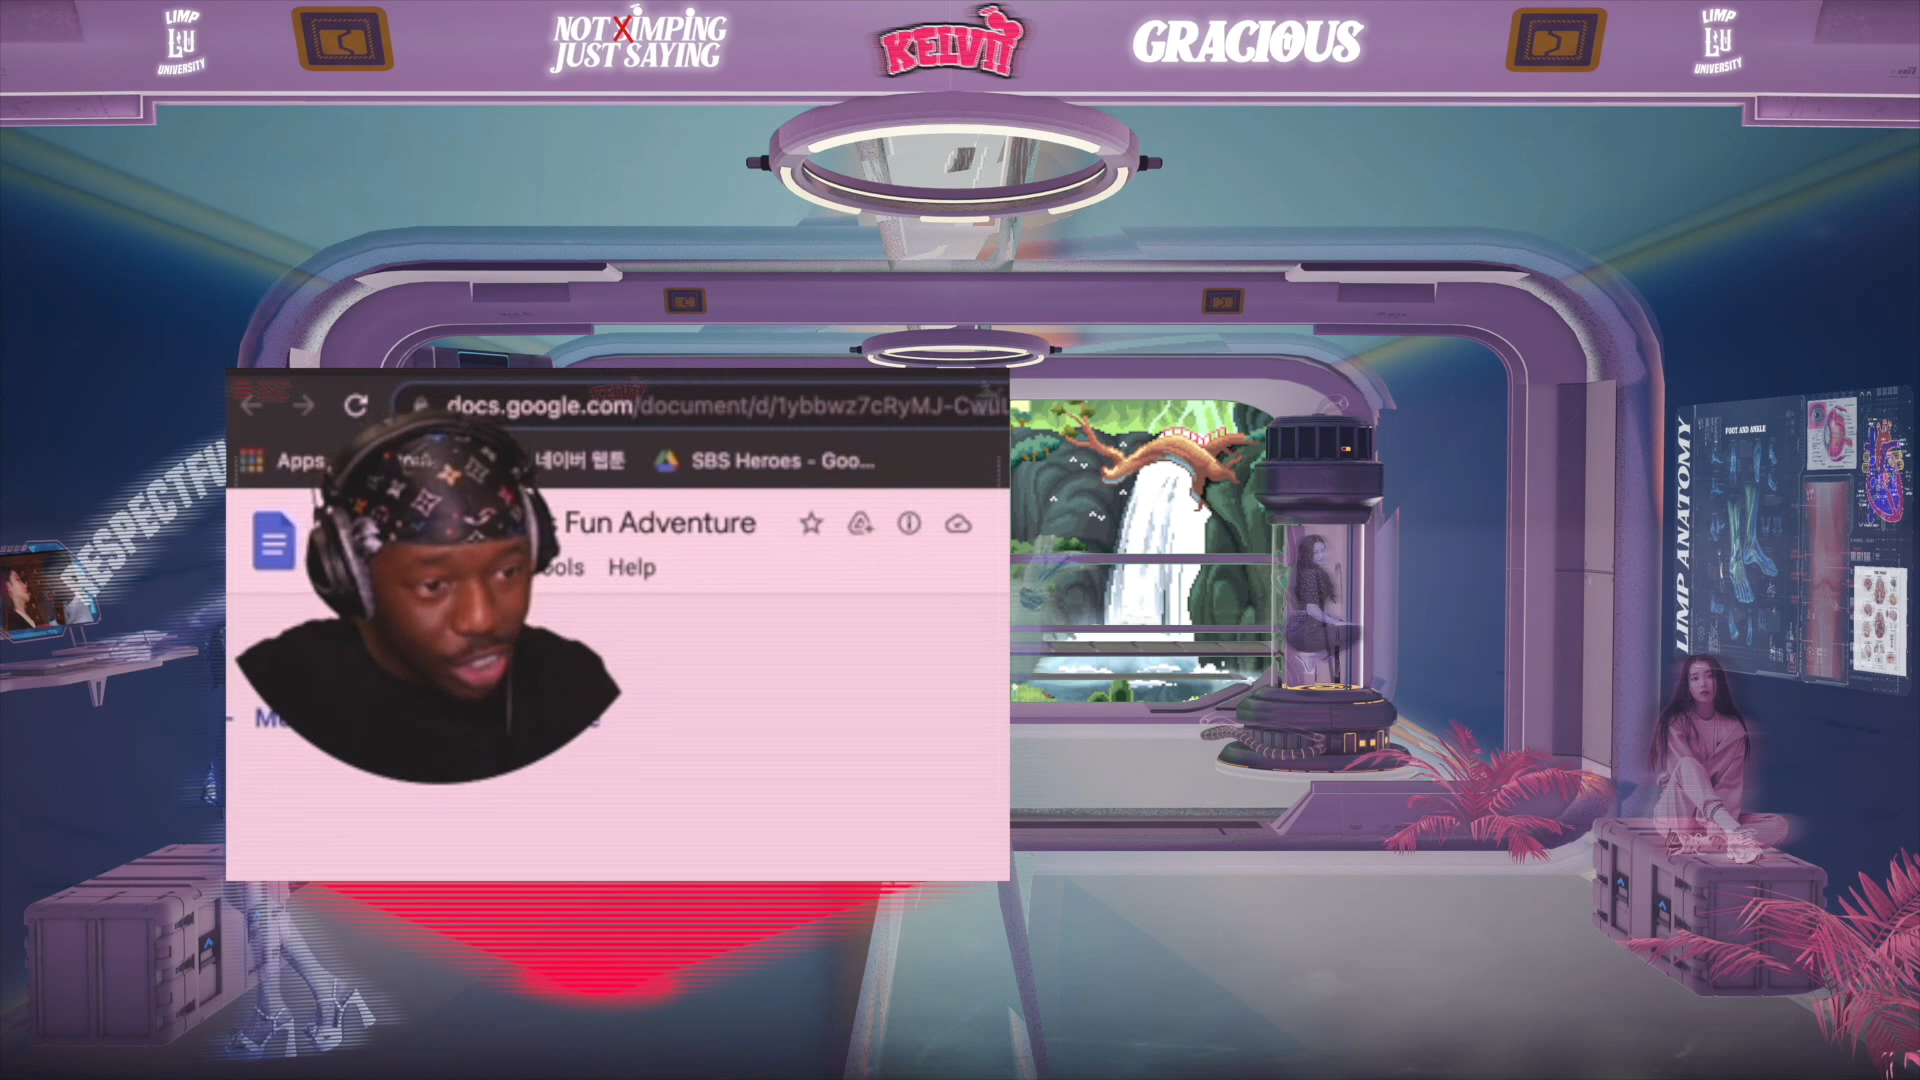 LIMP
LU
UNIVERSITY
NOT XIMPING
JUST SAYING
KELVII
GRACIOUS
LIMP
LU
UNIVERSITY
docs.google.com/document/d/1ybbwz7cRyMJ-Cwu
Apps
네이버 웹툰
SBS Heroes - Goo...
Fun Adventure
Help
RESPECTFU
LIMP ANATOMY
FOOT AND ANKLE